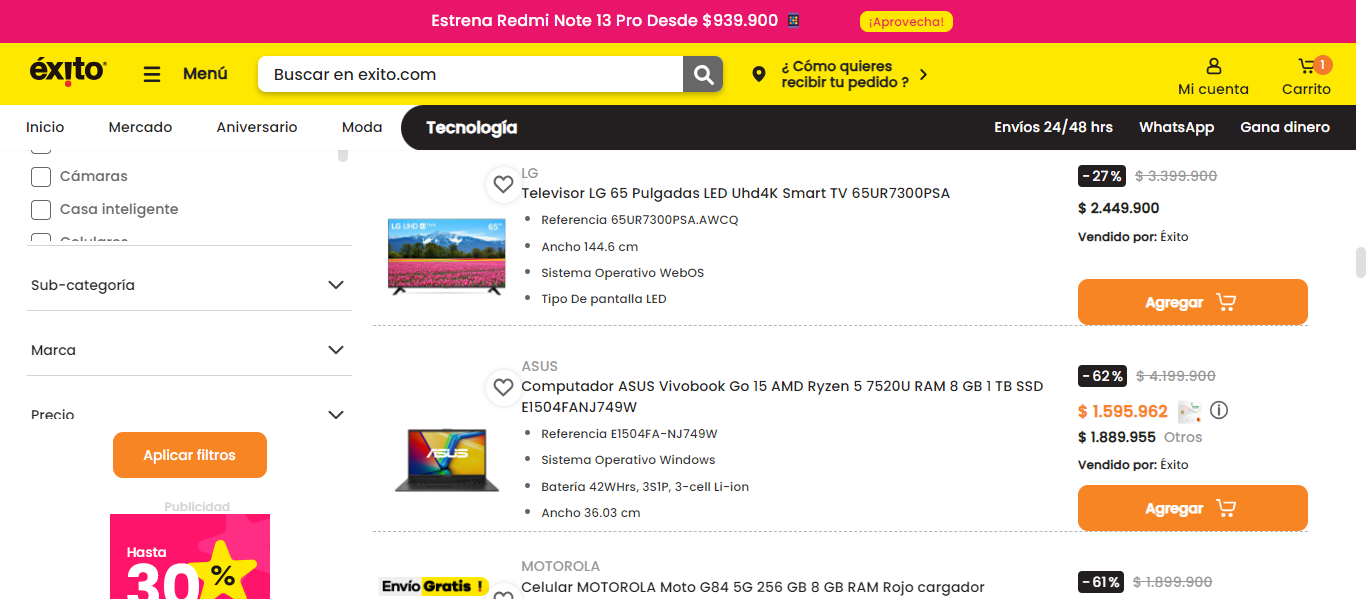 Estrena Redmi Note 13 Pro Desde $939.900
¡Aprovecha!
éxito
Menú
Buscar en exito.com
¿ Cómo quieres
recibir tu pedido ?
Mi cuenta
1
Carrito
Inicio
Mercado
Aniversario
Moda
Tecnología
Envíos 24/48 hrs
WhatsApp
Gana dinero
Cámaras
Casa inteligente
Celulares
Sub-categoría
Marca
Precio
Aplicar filtros
Publicidad
Hasta
30 %
LG
Televisor LG 65 Pulgadas LED Uhd4K Smart TV 65UR7300PSA
LG UHD
65"
Referencia 65UR7300PSA.AWCQ
Ancho 144.6 cm
Sistema Operativo WebOS
Tipo De pantalla LED
- 27 %
$ 3.399.900
$ 2.449.900
Vendido por: Éxito
Agregar
ASUS
Computador ASUS Vivobook Go 15 AMD Ryzen 5 7520U RAM 8 GB 1 TB SSD
E1504FANJ749W
ASUS
Referencia E1504FA-NJ749W
Sistema Operativo Windows
Batería 42WHrs, 3S1P, 3-cell Li-ion
Ancho 36.03 cm
- 62 %
$ 4.199.900
$ 1.595.962
$ 1.889.955 Otros
Vendido por: Éxito
Agregar
Envío Gratis !
MOTOROLA
Celular MOTOROLA Moto G84 5G 256 GB 8 GB RAM Rojo cargador
- 61 %
$ 1.899.900